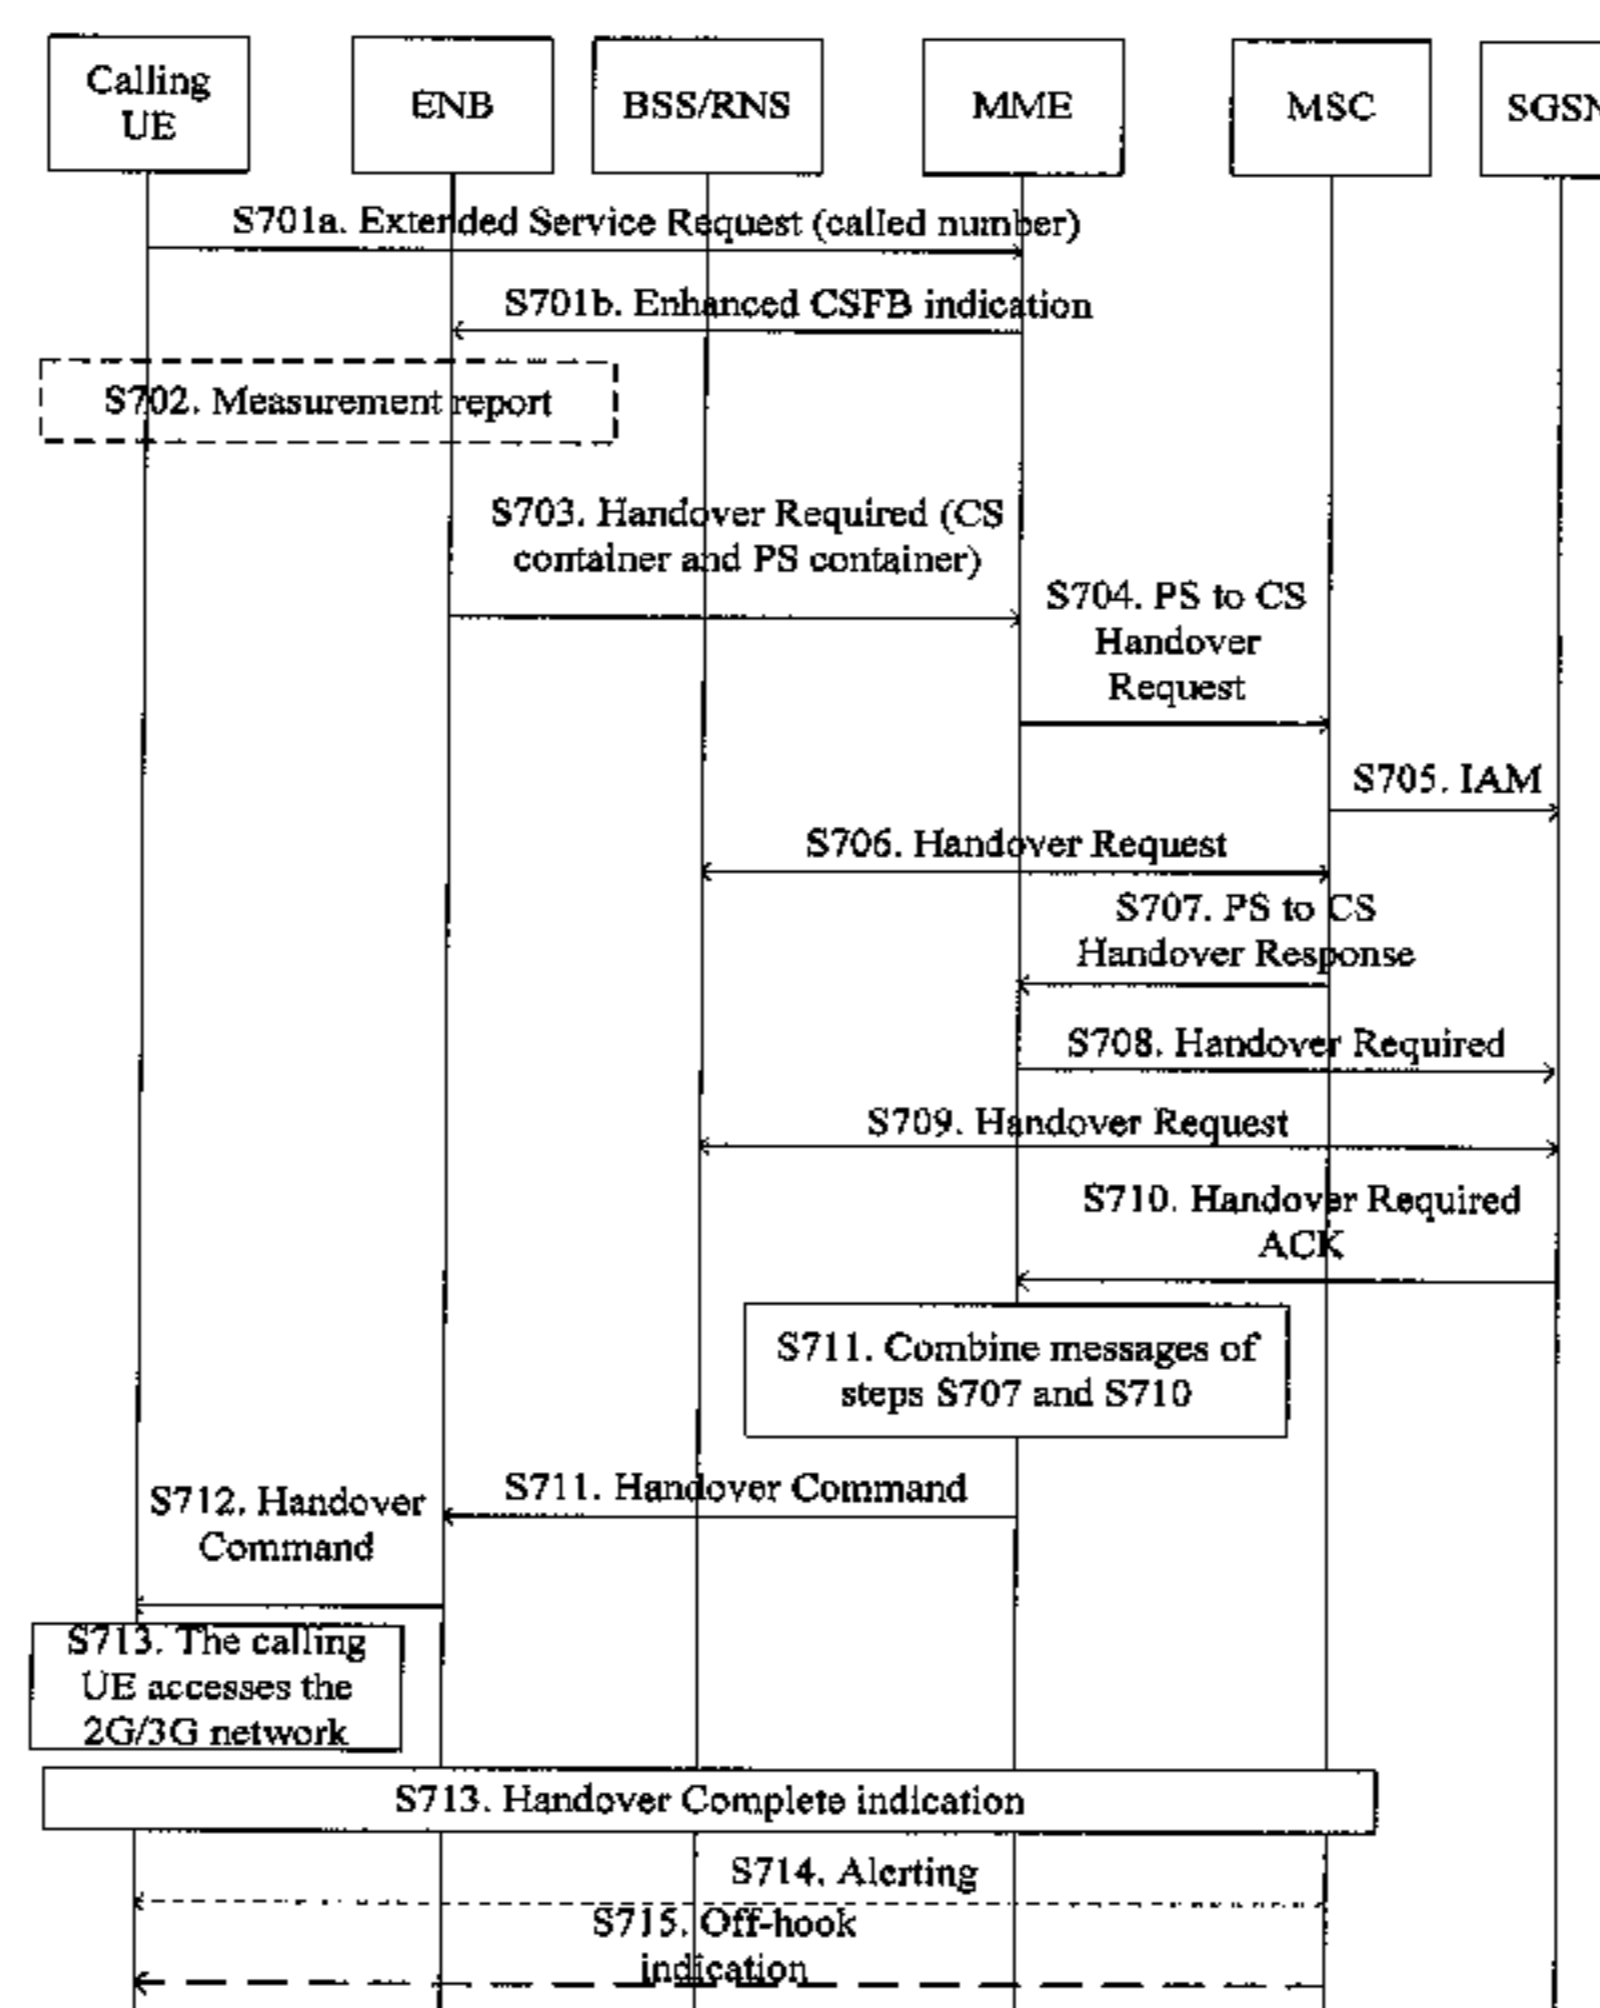 Calling
UE
ENB
BSS/RNS
MME
MSC
SGSN
S701a. Extended Service Request (called number)
S701b. Enhanced CSFB indication
S702. Measurement report
S703. Handover Required (CS
container and PS container)
S704. PS to CS
Handover
Request
S705. IAM
S706. Handover Request
S707. PS to CS
Handover Response
S708. Handover Required
S709. Handover Request
S710. Handover Required
ACK
S711. Combine messages of
steps S707 and S710
S711. Handover Command
S712. Handover
Command
S713. The calling
UE accesses the
2G/3G network
S713. Handover Complete indication
S714. Alerting
S715. Off-hook
indication